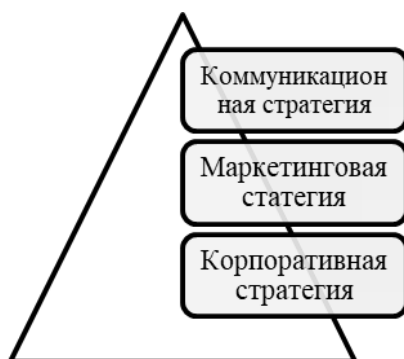 Коммуникацион
ная стратегия
Маркетинговая
статегия
Корпоративная
стратегия